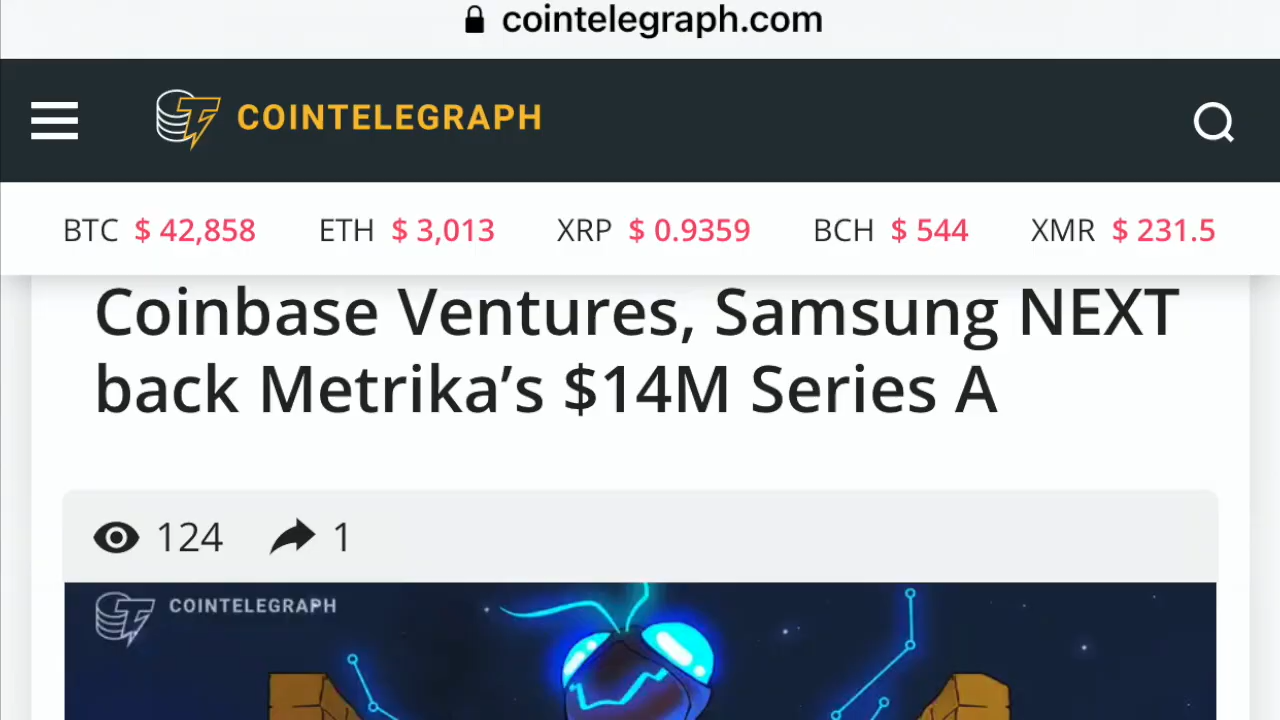 cointelegraph.com
COINTELEGRAPH
BTC $ 42,858 ETH $ 3,013 XRP $ 0.9359 BCH $ 544 XMR $ 231.5
Coinbase Ventures, Samsung NEXT
back Metrika’s $14M Series A
124 1
COINTELEGRAPH